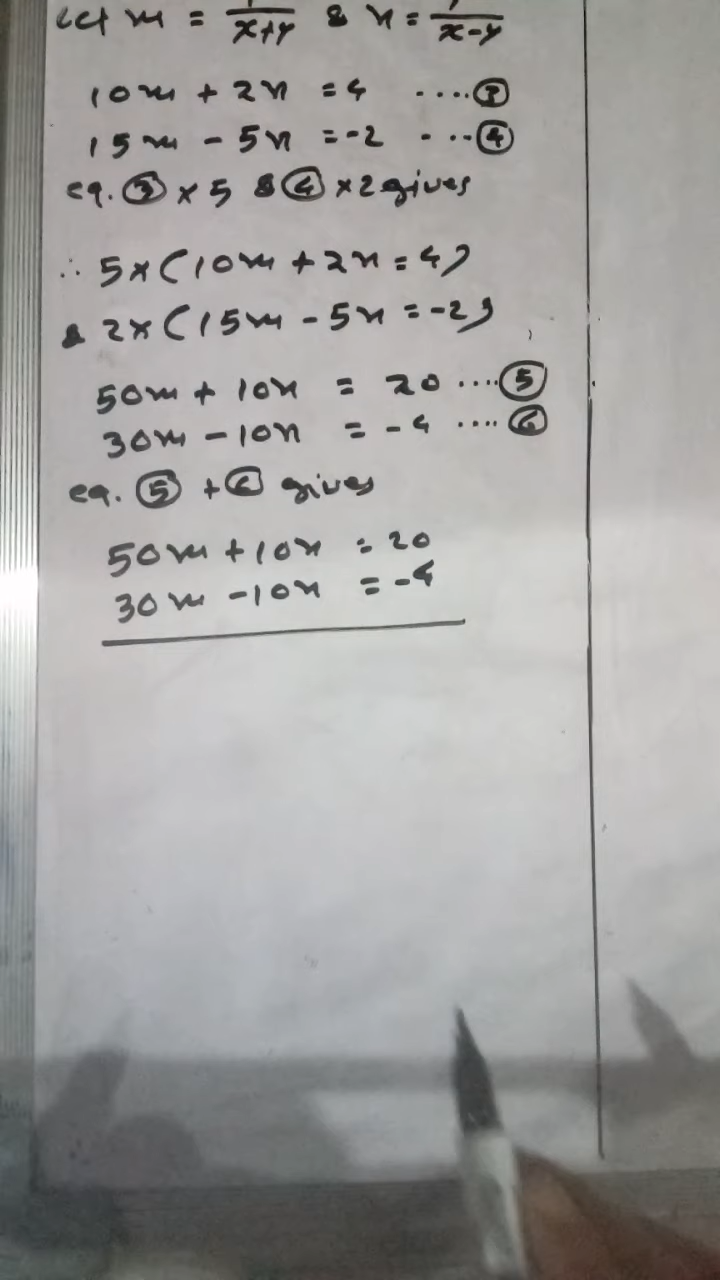 let m = 1/x+y & n = 1/x-y
10m + 2n = 4 ....③
15m - 5n = -2 ...④
eq. ③ x 5 & ④ x 2 gives
∴ 5x(10m + 2n = 4)
& 2x(15m - 5n = -2)
50m + 10n = 20 ....⑤
30m - 10n = -4 ....⑥
eq. ⑤ + ⑥ gives
50m + 10n = 20
30m - 10n = -4